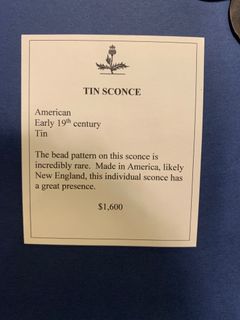 TIN SCONCE
American
Early 19th century
Tin
The bead pattern on this sconce is
incredibly rare. Made in America, likely
New England, this individual sconce has
a great presence.
$1,600